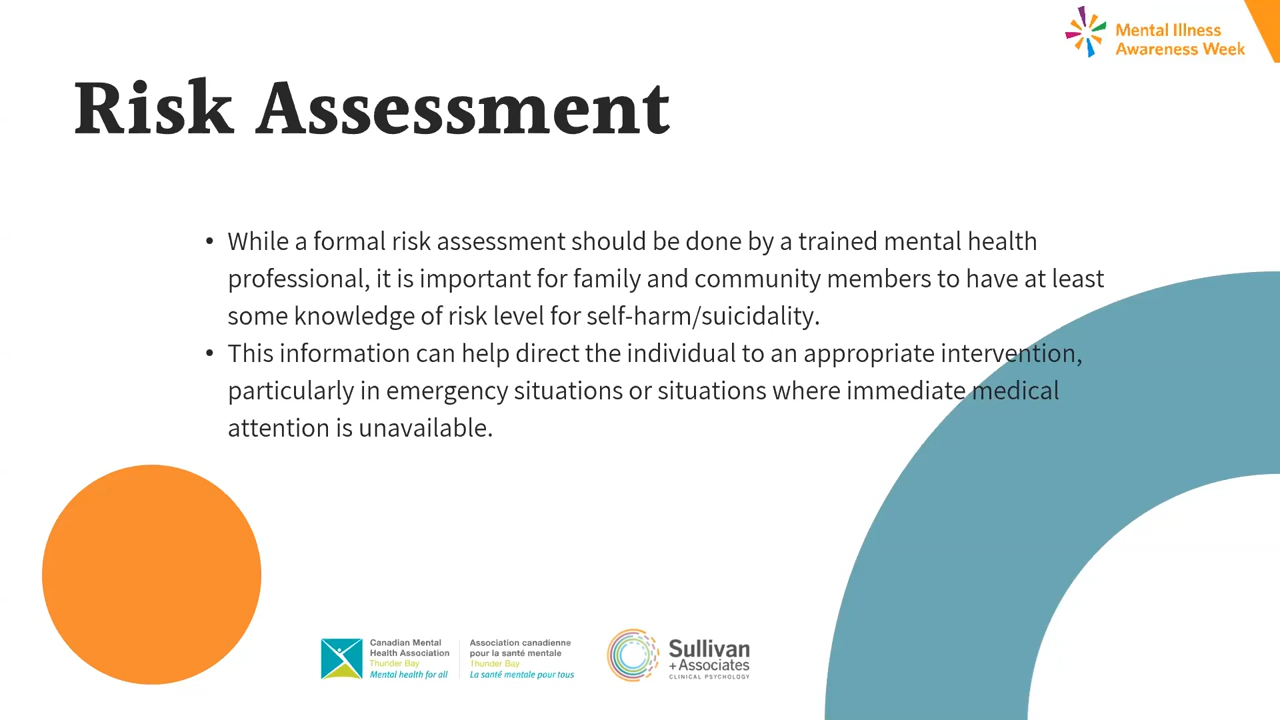 Mental Illness
Awareness Week
Risk Assessment
• While a formal risk assessment should be done by a trained mental health
professional, it is important for family and community members to have at least
some knowledge of risk level for self-harm/suicidality.
• This information can help direct the individual to an appropriate intervention,
particularly in emergency situations or situations where immediate medical
attention is unavailable.
Canadian Mental
Health Association
Thunder Bay
Mental health for all
Association canadienne
pour la santé mentale
Thunder Bay
La santé mentale pour tous
Sullivan
+Associates
CLINICAL PSYCHOLOGY